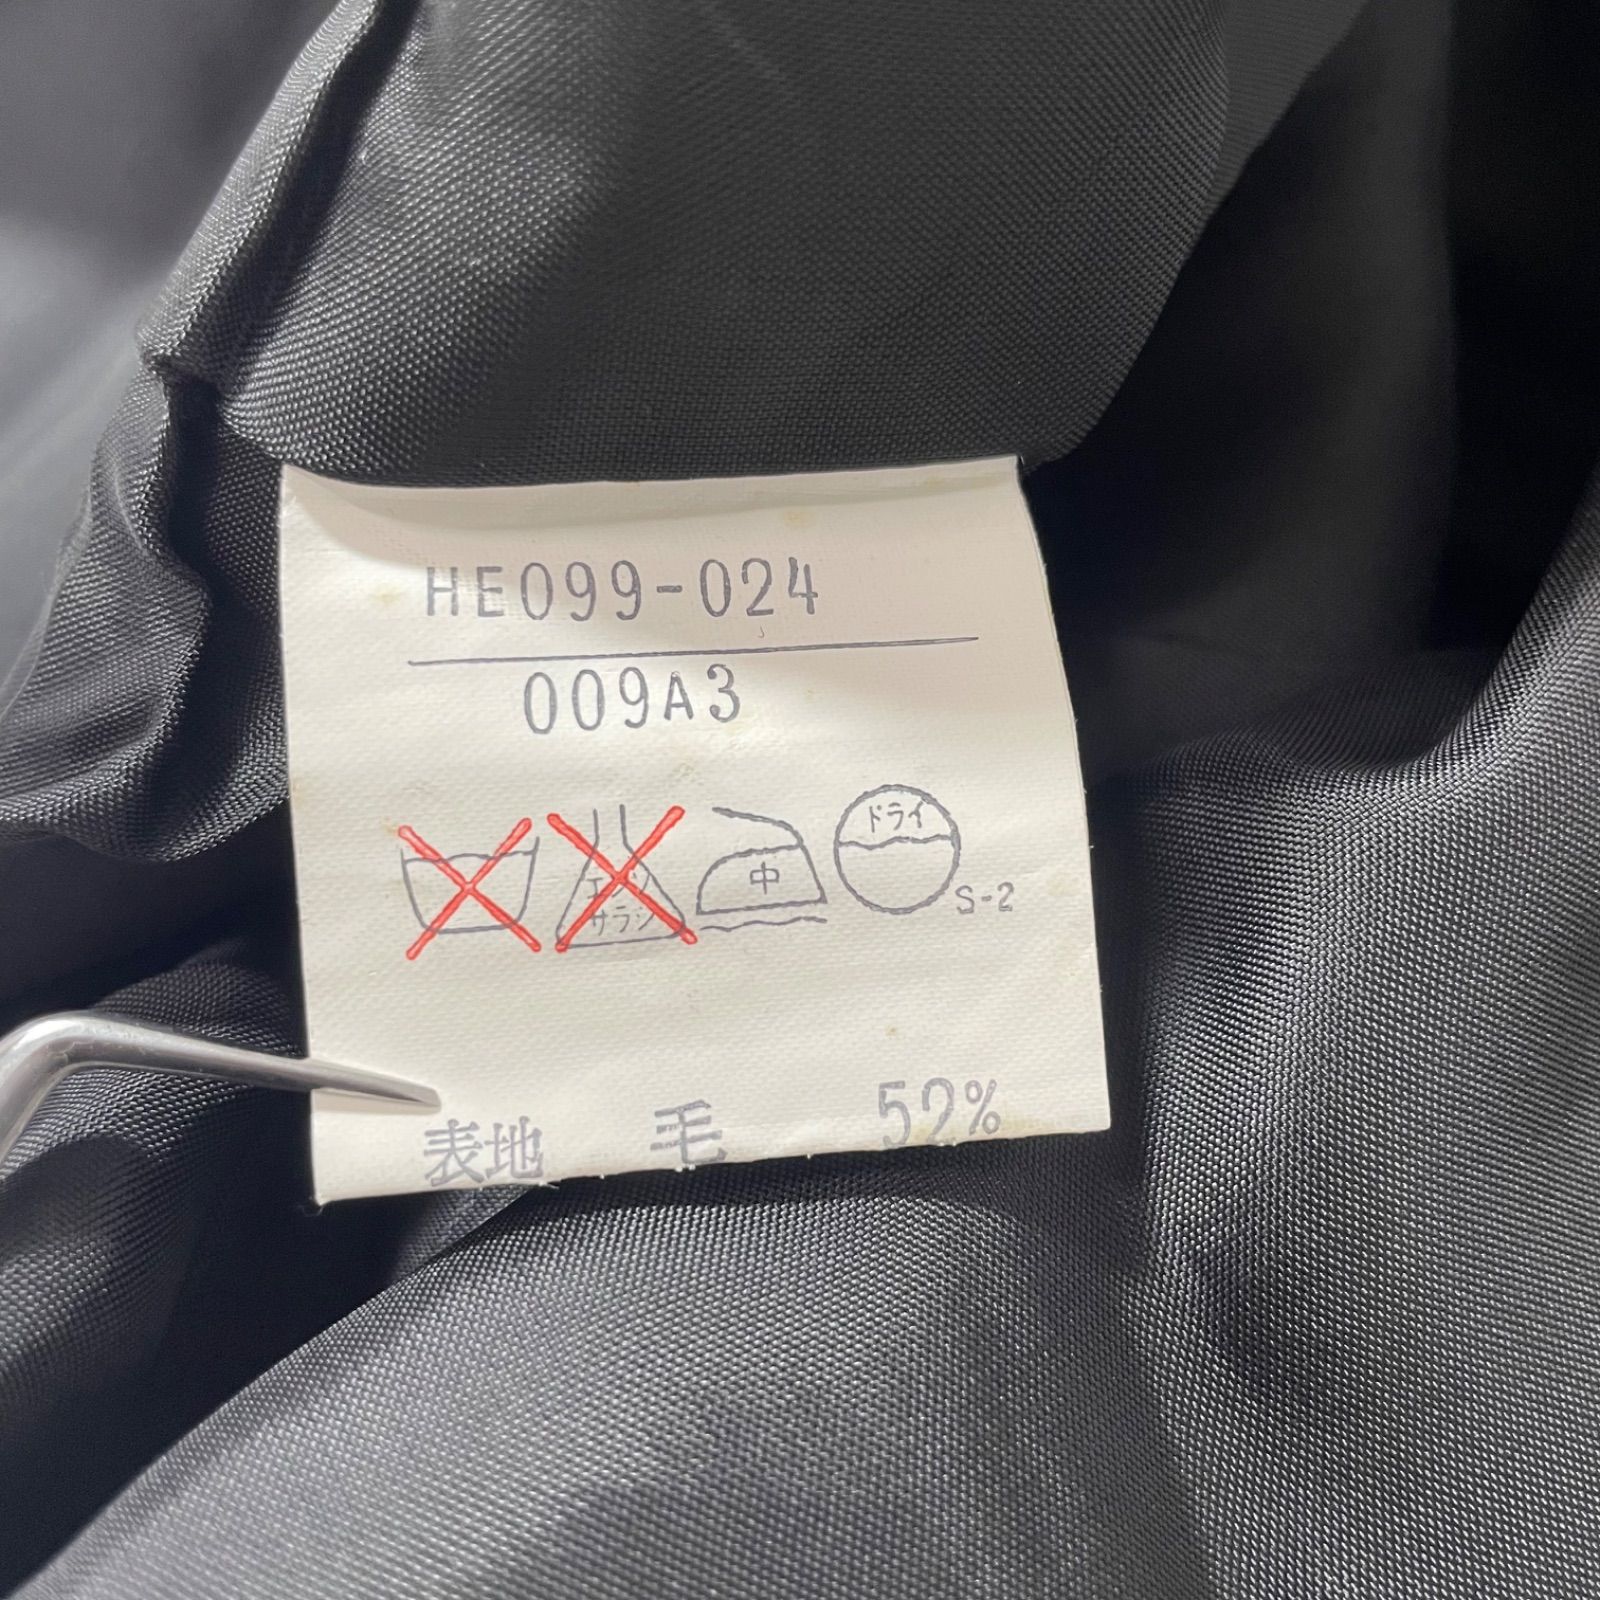 HE099-024
009A3
エンソ
サラシ
中
ドライ
S-2
表地 毛 52%